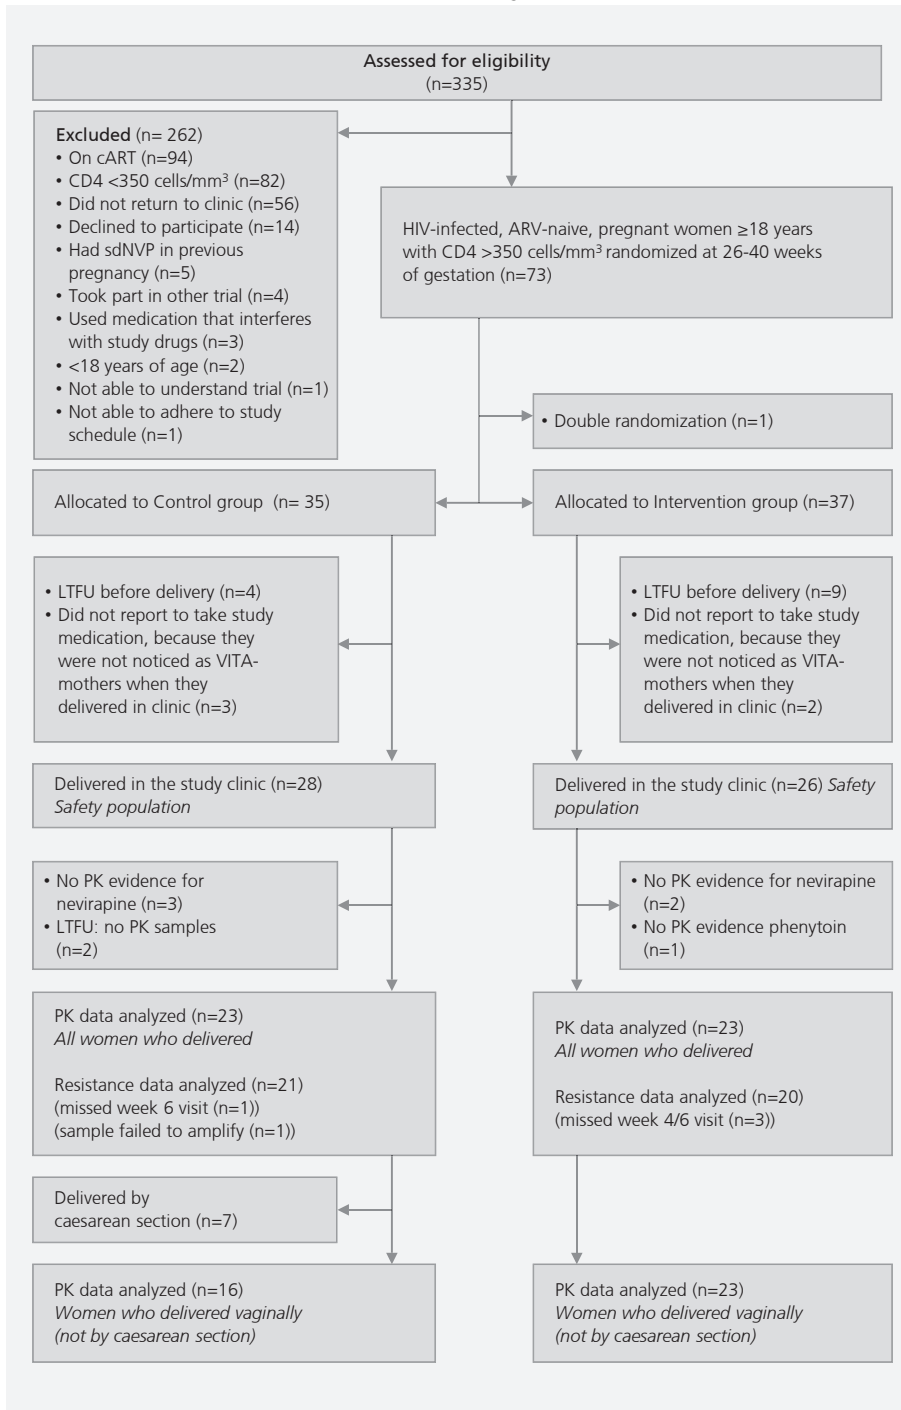 Assessed for eligibility
(n=335)
Excluded (n= 262)
• On cART (n=94)
• CD4 <350 cells/mm³ (n=82)
• Did not return to clinic (n=56)
• Declined to participate (n=14)
• Had sdNVP in previous
pregnancy (n=5)
• Took part in other trial (n=4)
• Used medication that interferes
with study drugs (n=3)
• <18 years of age (n=2)
• Not able to understand trial (n=1)
• Not able to adhere to study
schedule (n=1)
HIV-infected, ARV-naive, pregnant women ≥18 years
with CD4 >350 cells/mm³ randomized at 26-40 weeks
of gestation (n=73)
• Double randomization (n=1)
Allocated to Control group (n= 35)
Allocated to Intervention group (n=37)
• LTFU before delivery (n=4)
• Did not report to take study
medication, because they
were not noticed as VITA-
mothers when they
delivered in clinic (n=3)
• LTFU before delivery (n=9)
• Did not report to take study
medication, because they
were not noticed as VITA-
mothers when they
delivered in clinic (n=2)
Delivered in the study clinic (n=28)
Safety population
Delivered in the study clinic (n=26) Safety
population
• No PK evidence for
nevirapine (n=3)
• LTFU: no PK samples
(n=2)
• No PK evidence for nevirapine
(n=2)
• No PK evidence phenytoin
(n=1)
PK data analyzed (n=23)
All women who delivered
Resistance data analyzed (n=21)
(missed week 6 visit (n=1))
(sample failed to amplify (n=1))
PK data analyzed (n=23)
All women who delivered
Resistance data analyzed (n=20)
(missed week 4/6 visit (n=3))
Delivered by
caesarean section (n=7)
PK data analyzed (n=16)
Women who delivered vaginally
(not by caesarean section)
PK data analyzed (n=23)
Women who delivered vaginally
(not by caesarean section)